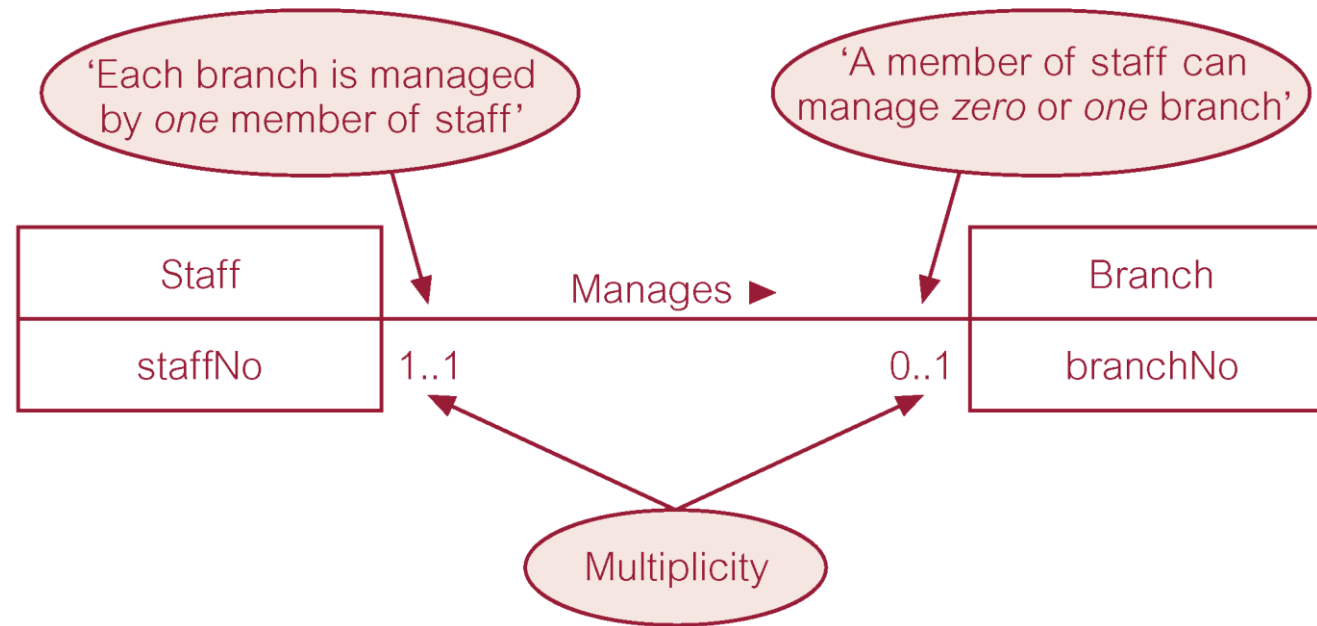 ‘Each branch is managed
by one member of staff’
‘A member of staff can
manage zero or one branch’
Staff
Manages ►
Branch
staffNo
1..1
0..1
branchNo
Multiplicity